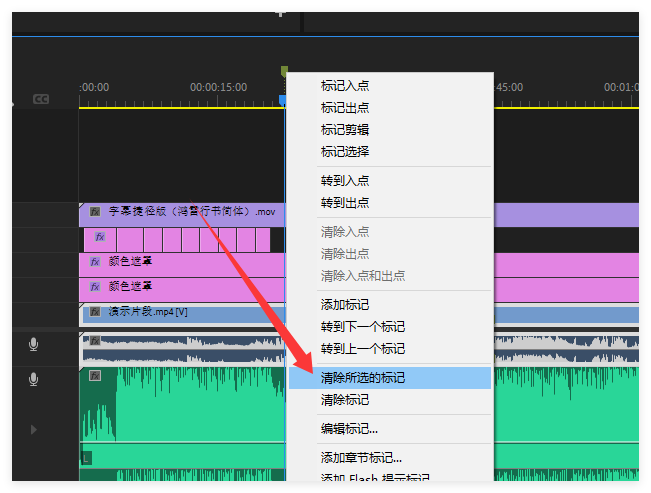 CC
:00:00
00:00:15:00
:45:00
00:01:0
标记入点
标记出点
标记剪辑
标记选择
转到入点
转到出点
清除入点
清除出点
清除入点和出点
添加标记
转到下一个标记
转到上一个标记
清除所选的标记
清除标记
编辑标记...
添加章节标记...
添加 Flash 提示标记
fx 字幕捷径版（鸿誉行书简体）.mov
fx
fx 颜色遮罩
fx 颜色遮罩
fx 演示片段.mp4 [V]
fx
fx
L